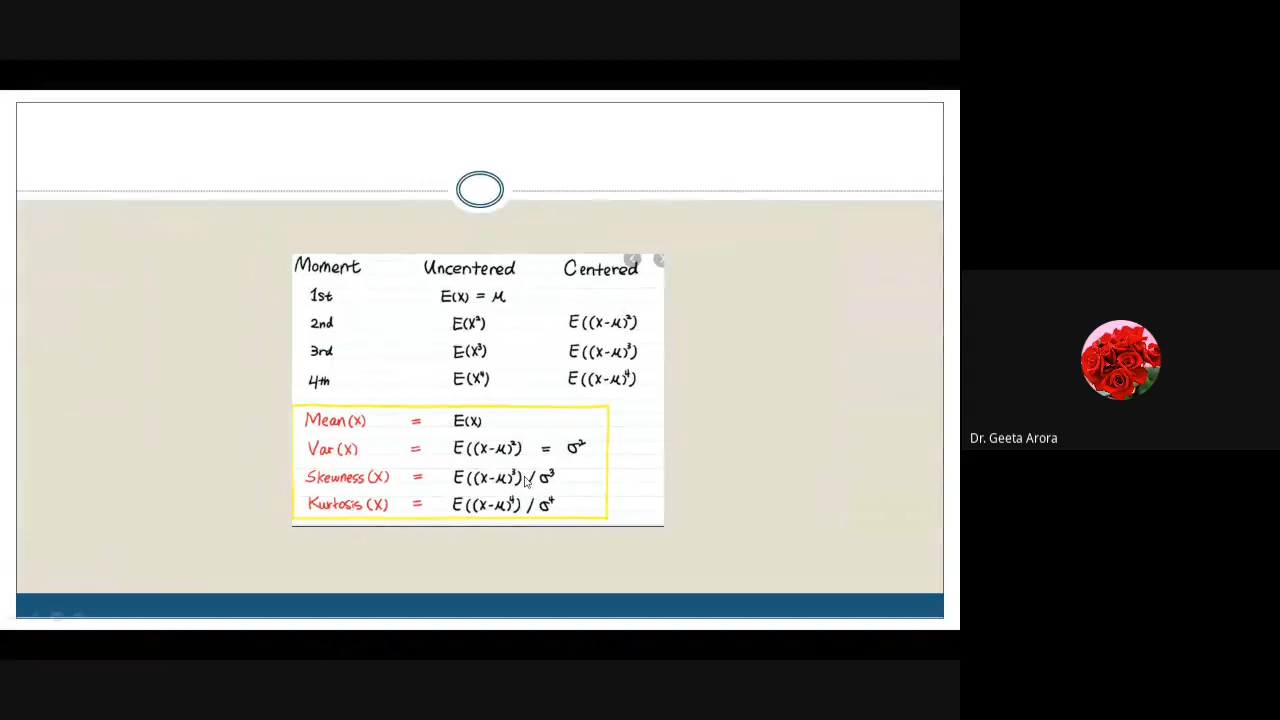 Moment Uncentered Centered
1st E(X) = μ
2nd E(X²) E((X-μ)²)
3rd E(X³) E((X-μ)³)
4th E(X⁴) E((X-μ)⁴)
Mean(X) = E(X)
Var(X) = E((X-μ)²) = σ²
Skewness(X) = E((X-μ)³) / σ³
Kurtosis(X) = E((X-μ)⁴) / σ⁴
Dr. Geeta Arora